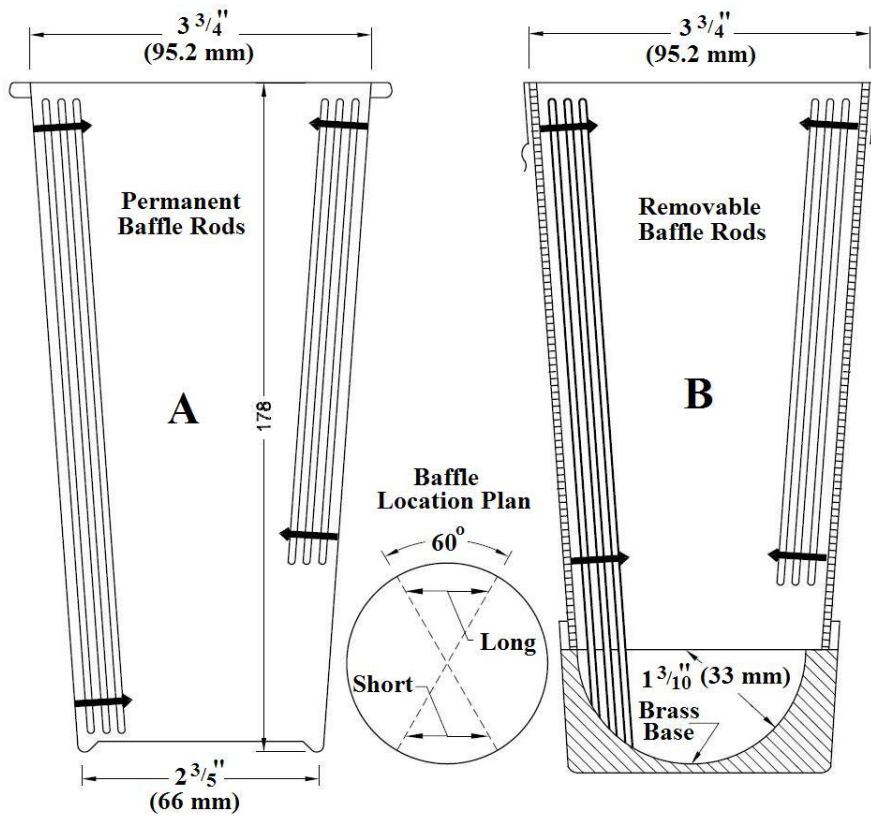 3 3/4"
(95.2 mm)
Permanent
Baffle Rods
A
178
2 3/5"
(66 mm)
Baffle
Location Plan
60°
Long
Short
3 3/4"
(95.2 mm)
Removable
Baffle Rods
B
1 3/10" (33 mm)
Brass
Base